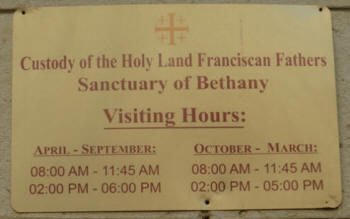 Custody of the Holy Land Franciscan Fathers
Sanctuary of Bethany
Visiting Hours:
APRIL - SEPTEMBER:
08:00 AM - 11:45 AM
02:00 PM - 06:00 PM
OCTOBER - MARCH:
08:00 AM - 11:45 AM
02:00 PM - 05:00 PM